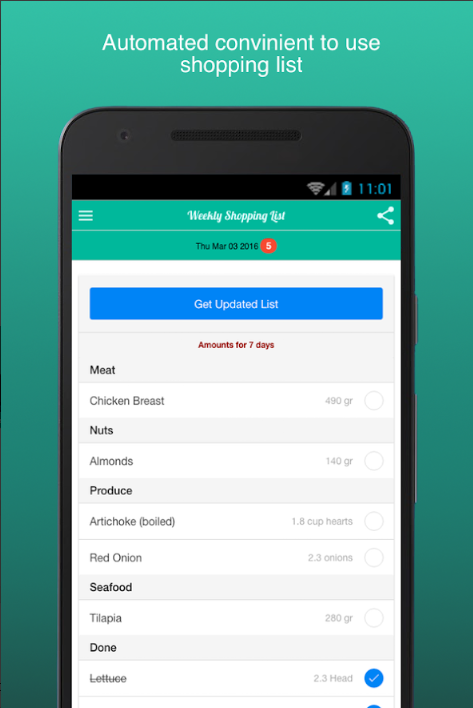 Automated convinient to use
shopping list
11:01
Weekly Shopping List
Thu Mar 03 2016 5
Get Updated List
Amounts for 7 days
Meat
Chicken Breast 490 gr
Nuts
Almonds 140 gr
Produce
Artichoke (boiled) 1.8 cup hearts
Red Onion 2.3 onions
Seafood
Tilapia 280 gr
Done
Lettuce 2.3 Head